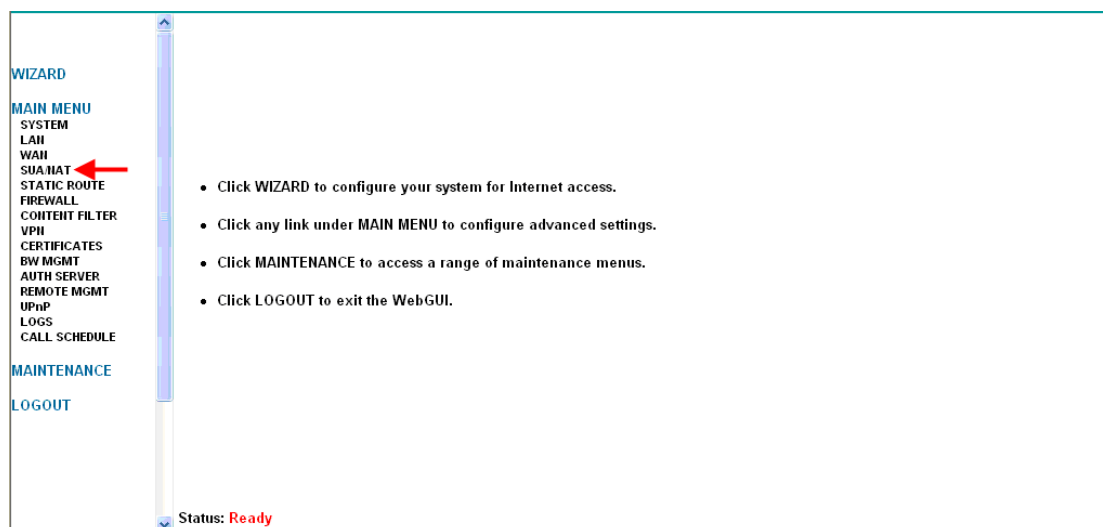 WIZARD
MAIN MENU
SYSTEM
LAN
WAN
SUA/NAT
STATIC ROUTE
FIREWALL
CONTENT FILTER
VPN
CERTIFICATES
BW MGMT
AUTH SERVER
REMOTE MGMT
UPnP
LOGS
CALL SCHEDULE
MAINTENANCE
LOGOUT
• Click WIZARD to configure your system for Internet access.
• Click any link under MAIN MENU to configure advanced settings.
• Click MAINTENANCE to access a range of maintenance menus.
• Click LOGOUT to exit the WebGUI.
Status: Ready